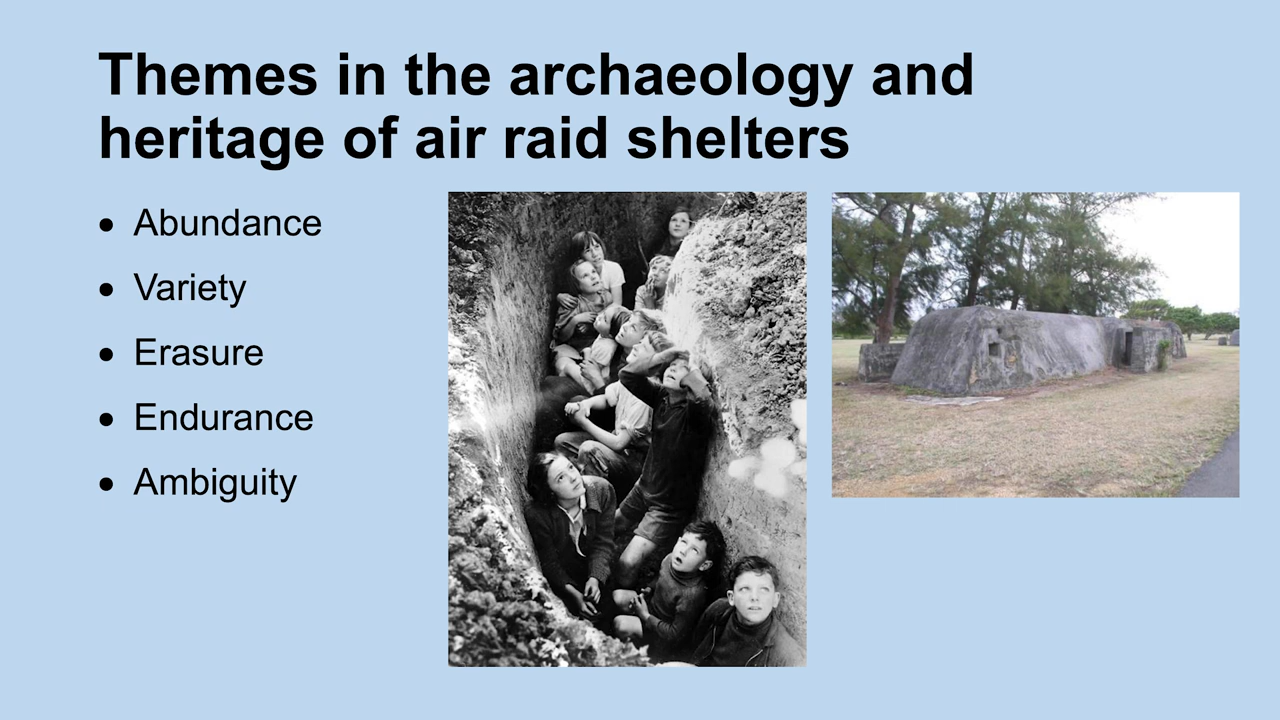 Themes in the archaeology and
heritage of air raid shelters
• Abundance
• Variety
• Erasure
• Endurance
• Ambiguity